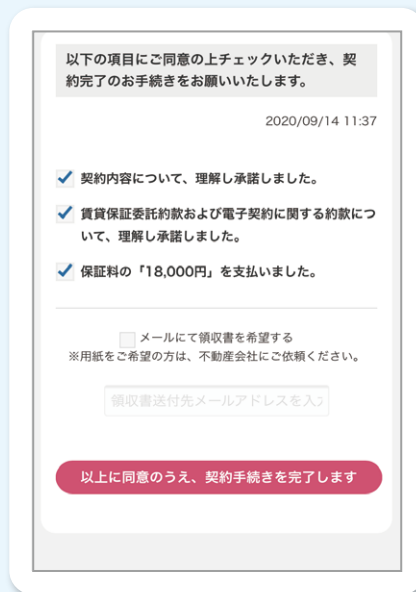 以下の項目にご同意の上チェックいただき、契
約完了のお手続きをお願いいたします。
2020/09/14 11:37
契約内容について、理解し承諾しました。
賃貸保証委託約款および電子契約に関する約款につ
いて、理解し承諾しました。
保証料の「18,000円」を支払いました。
メールにて領収書を希望する
※用紙をご希望の方は、不動産会社にご依頼ください。
領収書送付先メールアドレスを入
以上に同意のうえ、契約手続きを完了します